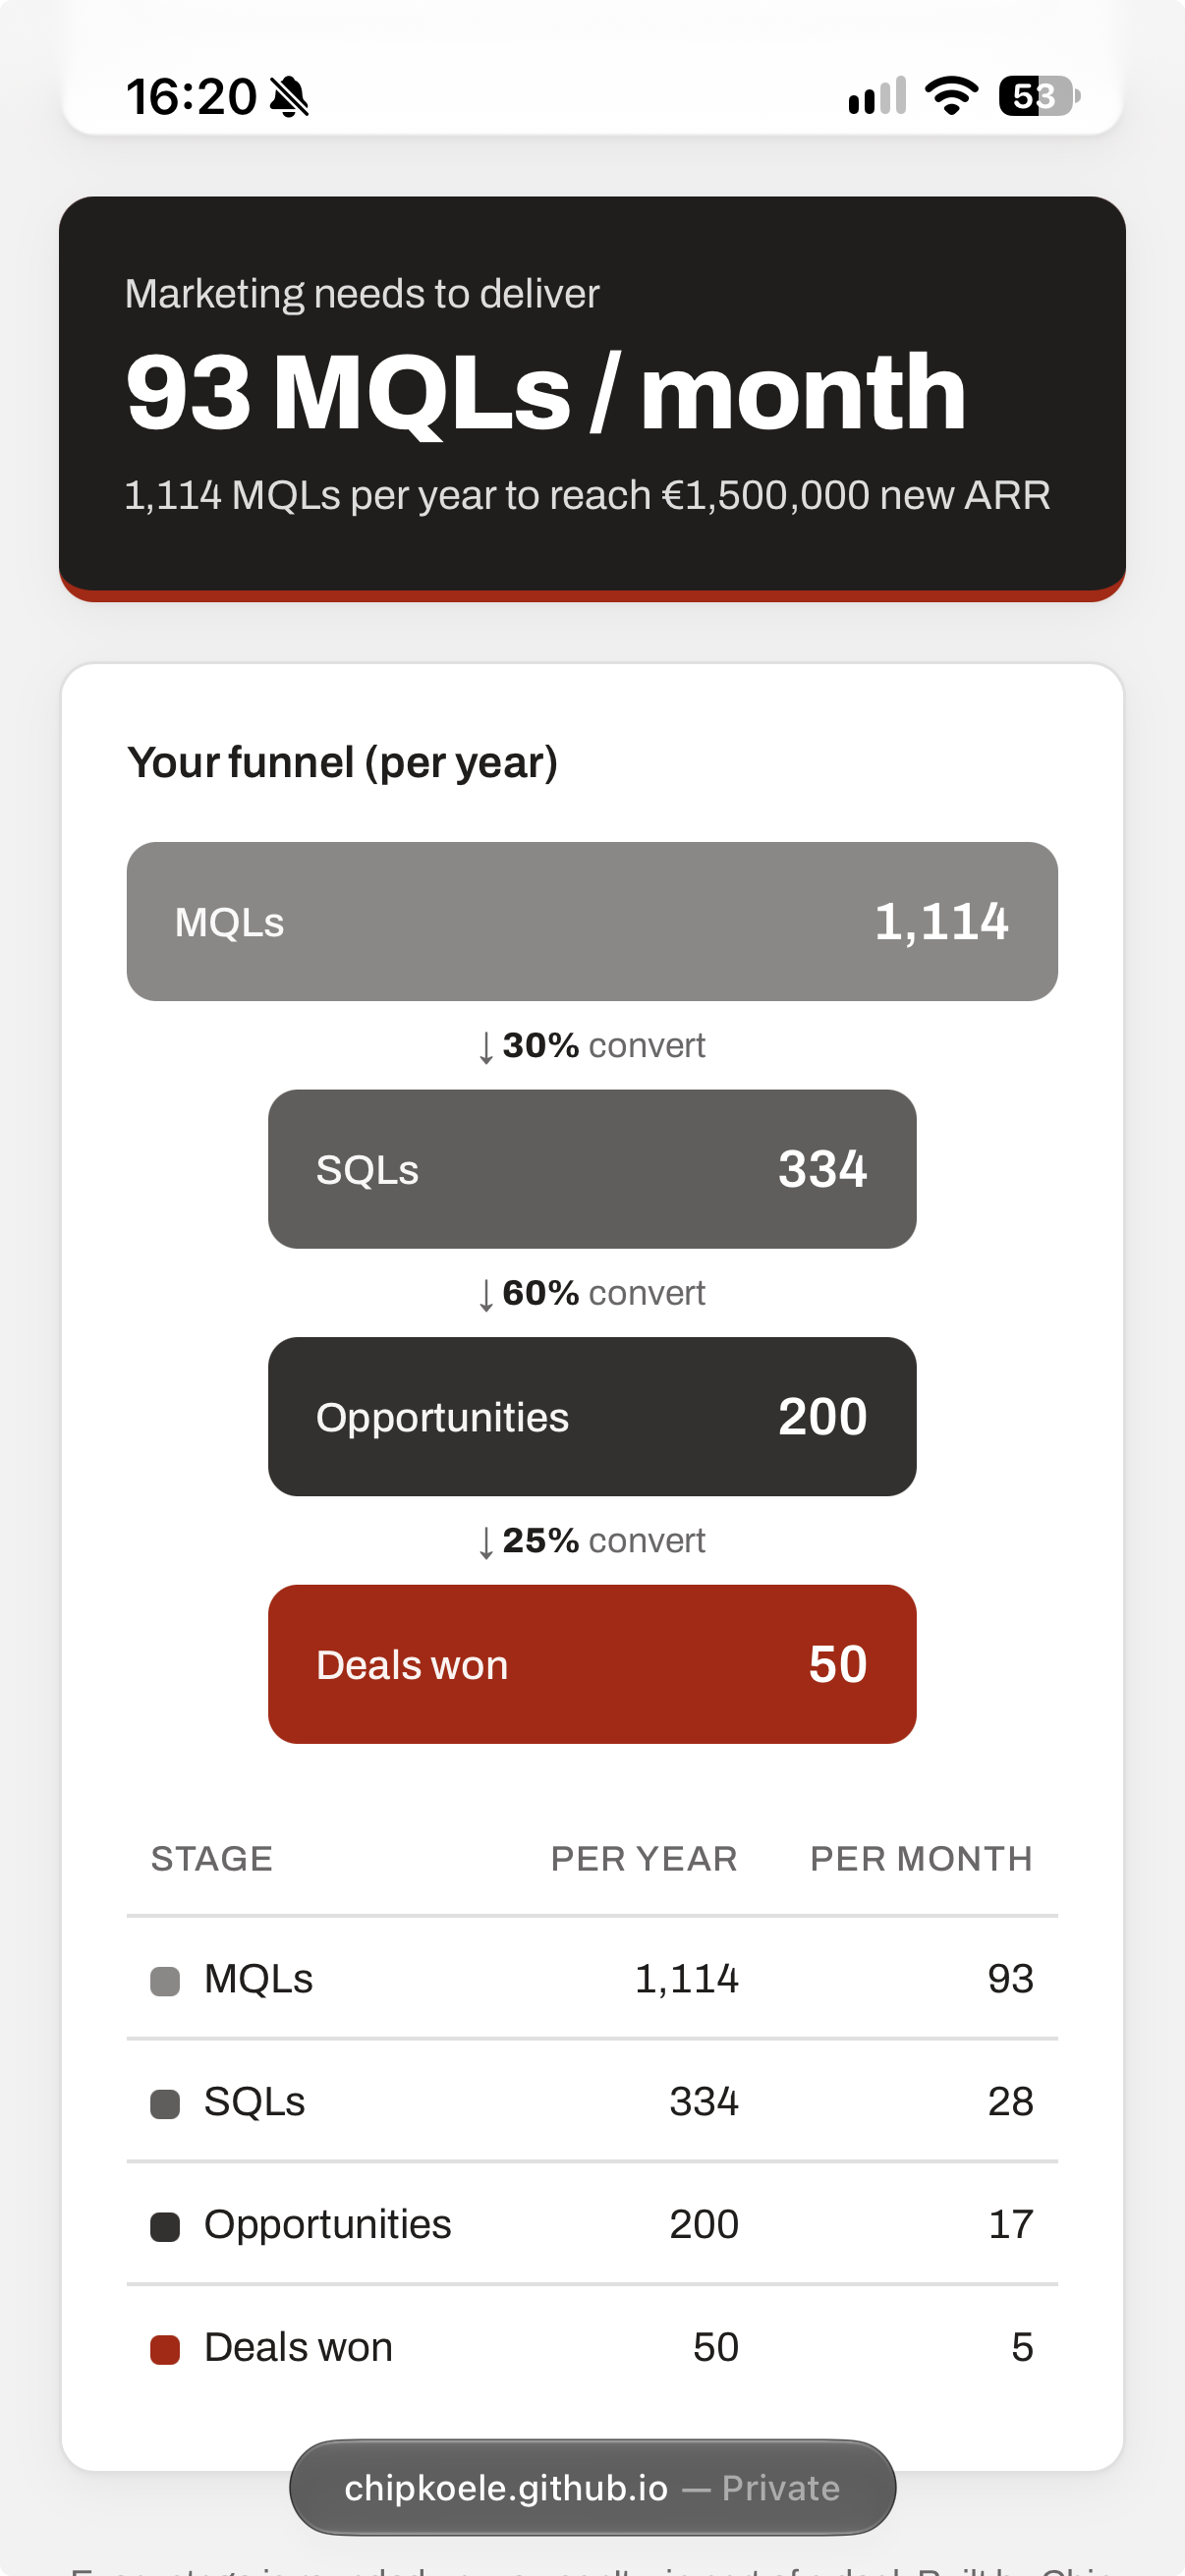 16:20
53
Marketing needs to deliver
93 MQLs / month
1,114 MQLs per year to reach €1,500,000 new ARR
Your funnel (per year)
MQLs 1,114
↓ 30% convert
SQLs 334
↓ 60% convert
Opportunities 200
↓ 25% convert
Deals won 50
STAGE PER YEAR PER MONTH
MQLs 1,114 93
SQLs 334 28
Opportunities 200 17
Deals won 50 5
chipkoele.github.io — Private